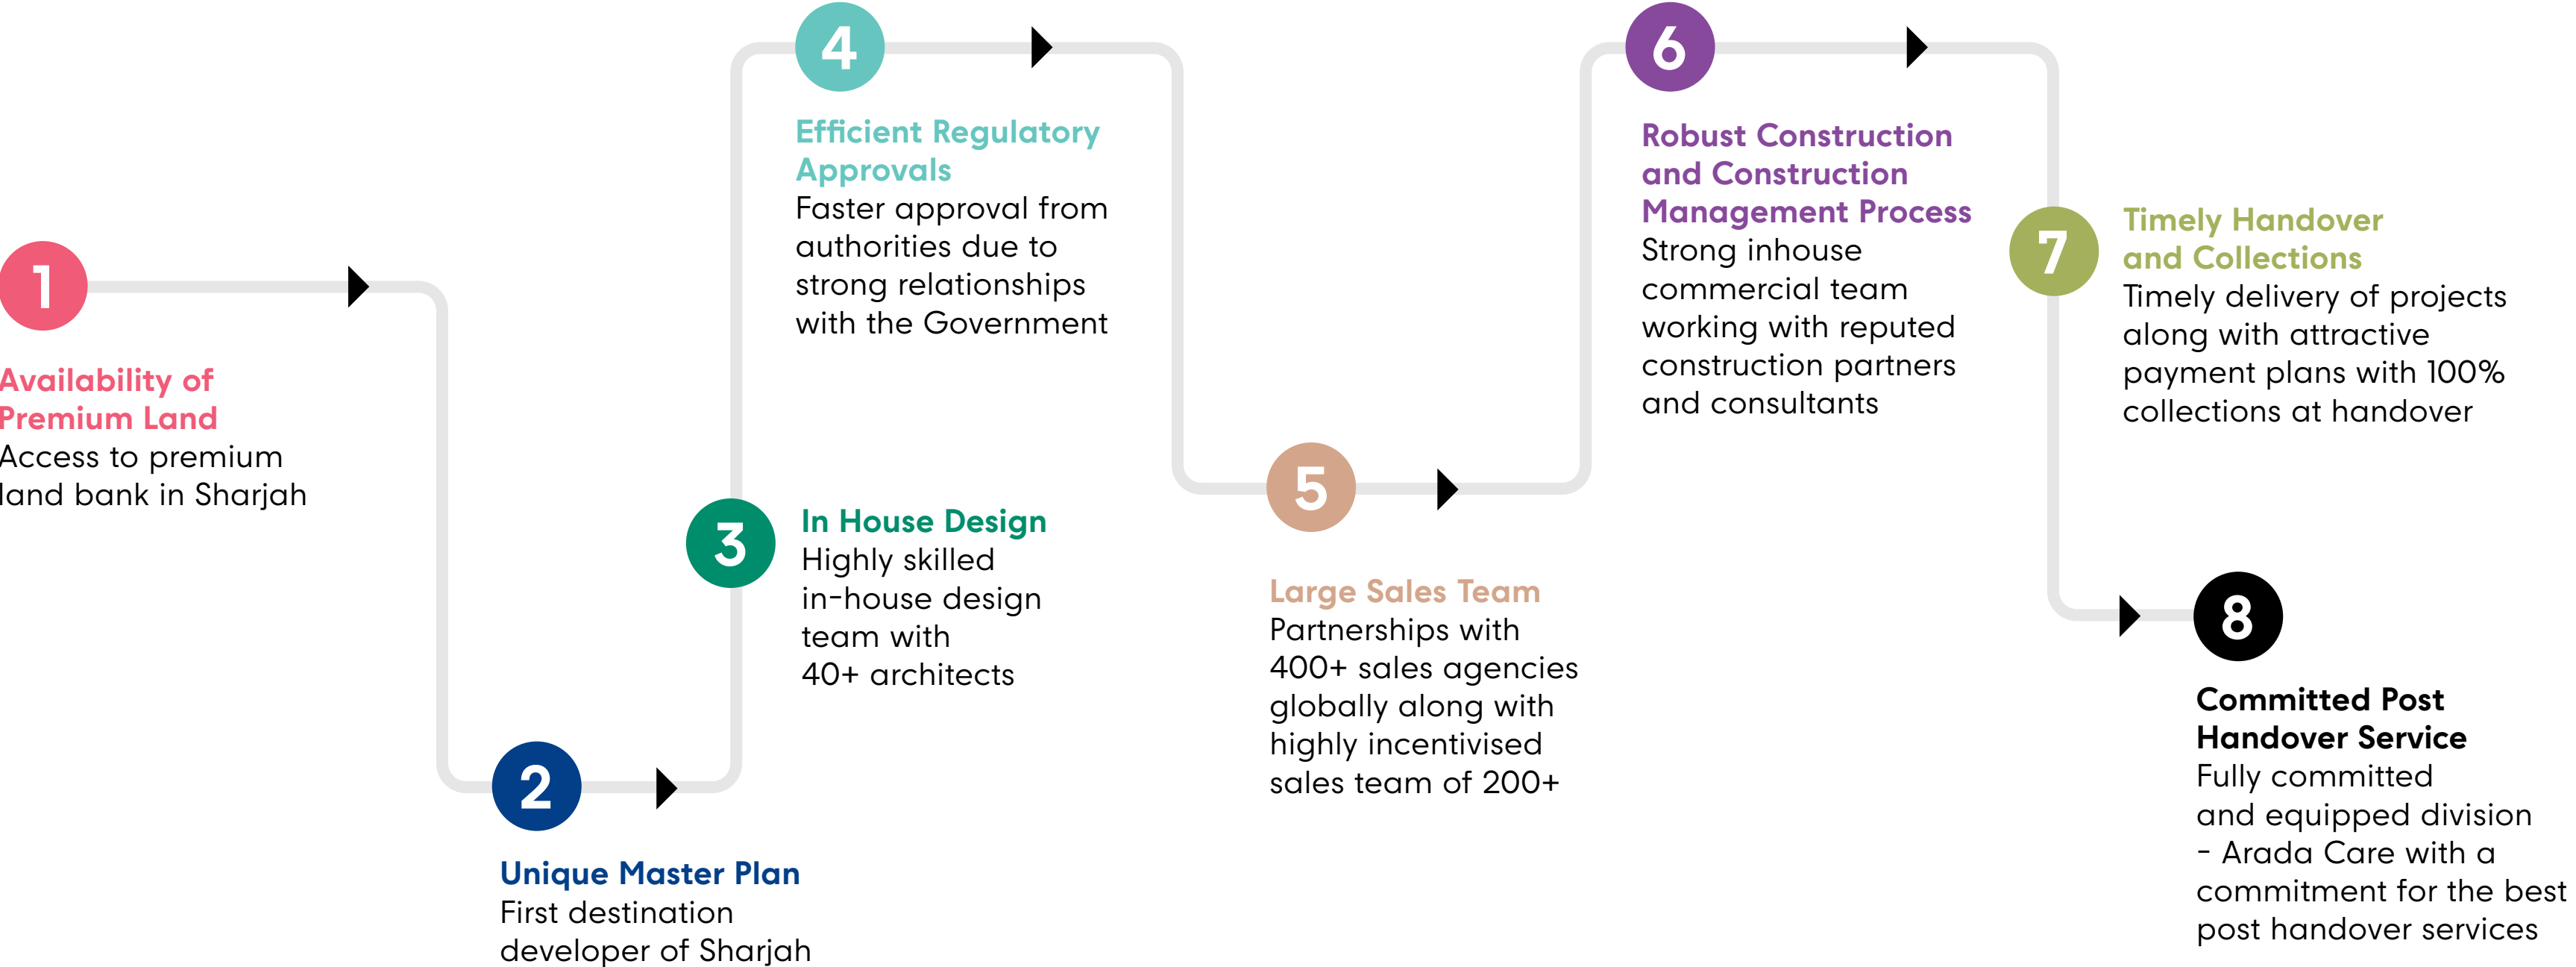 1
Availability of
Premium Land
Access to premium
land bank in Sharjah
2
Unique Master Plan
First destination
developer of Sharjah
3
In House Design
Highly skilled
in-house design
team with
40+ architects
4
Efficient Regulatory
Approvals
Faster approval from
authorities due to
strong relationships
with the Government
5
Large Sales Team
Partnerships with
400+ sales agencies
globally along with
highly incentivised
sales team of 200+
6
Robust Construction
and Construction
Management Process
Strong inhouse
commercial team
working with reputed
construction partners
and consultants
7
Timely Handover
and Collections
Timely delivery of projects
along with attractive
payment plans with 100%
collections at handover
8
Committed Post
Handover Service
Fully committed
and equipped division
- Arada Care with a
commitment for the best
post handover services